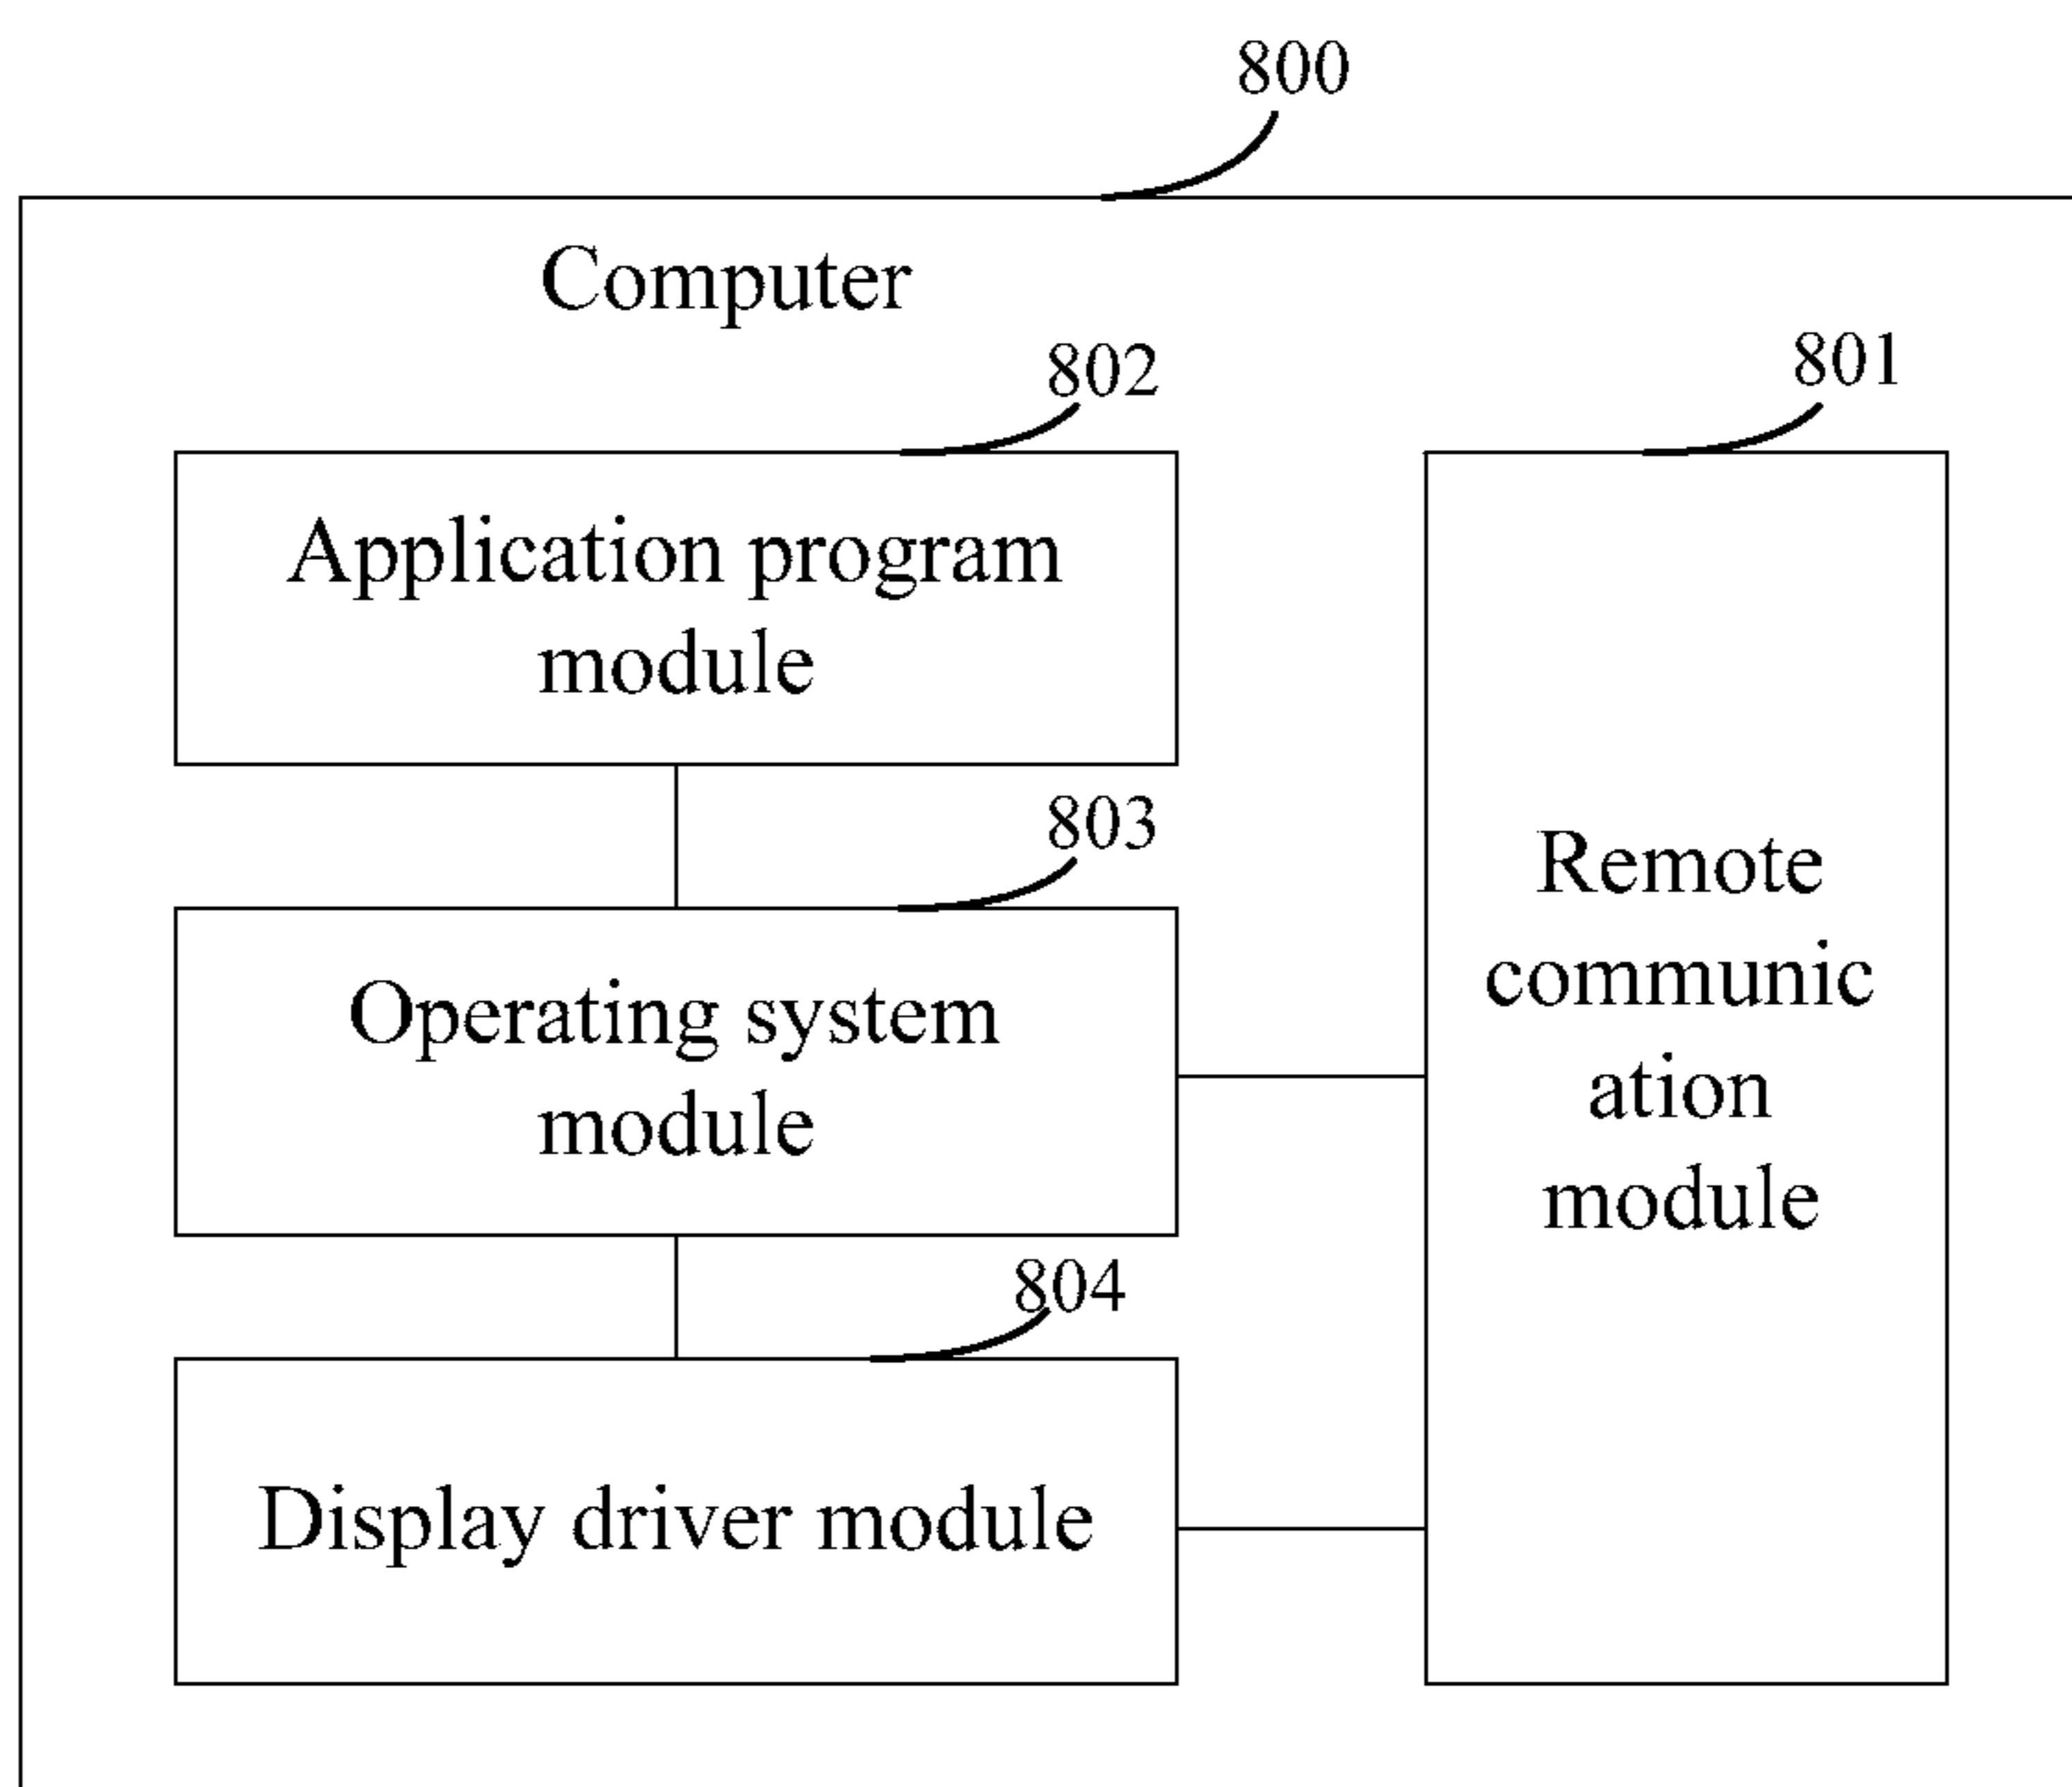 800
Computer
802
801
Application program
module
803
Operating system
module
Remote
communic
ation
module
804
Display driver module